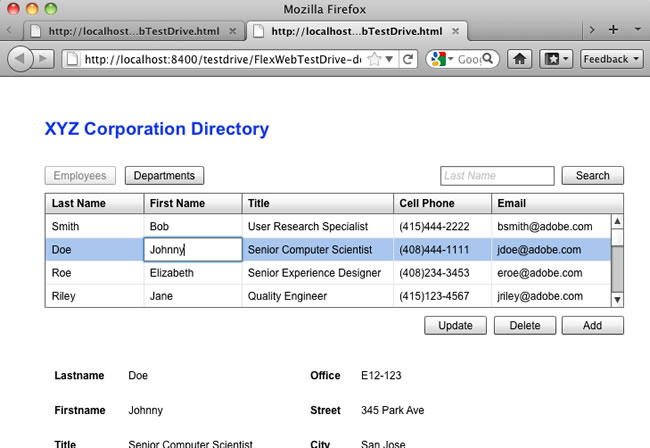 Mozilla Firefox
http://localhost...bTestDrive.html http://localhost...bTestDrive.html
http://localhost:8400/testdrive/FlexWebTestDrive-de Goo Feedback
XYZ Corporation Directory
Employees Departments Last Name Search
Last Name First Name Title Cell Phone Email
Smith Bob User Research Specialist (415)444-2222 bsmith@adobe.com
Doe Johnny Senior Computer Scientist (408)444-1111 jdoe@adobe.com
Roe Elizabeth Senior Experience Designer (408)234-3453 eroe@adobe.com
Riley Jane Quality Engineer (415)123-4567 jriley@adobe.com
Update Delete Add
Lastname Doe Office E12-123
Firstname Johnny Street 345 Park Ave
Title Senior Computer Scientist City San Jose